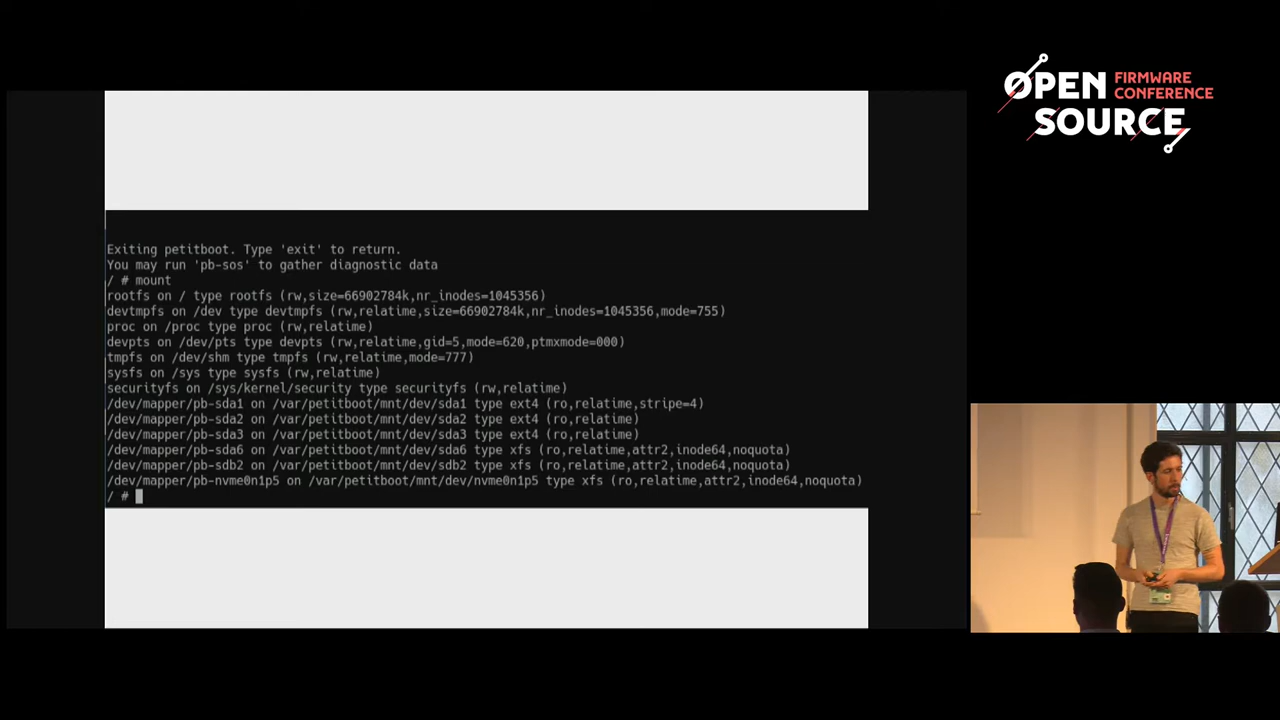 OPEN
SOURCE
FIRMWARE
CONFERENCE
Exiting petitboot. Type 'exit' to return.
You may run 'pb-sos' to gather diagnostic data
/ # mount
rootfs on / type rootfs (rw,size=66902784k,nr_inodes=1045356)
devtmpfs on /dev type devtmpfs (rw,relatime,size=66902784k,nr_inodes=1045356,mode=755)
proc on /proc type proc (rw,relatime)
devpts on /dev/pts type devpts (rw,relatime,gid=5,mode=620,ptmxmode=000)
tmpfs on /dev/shm type tmpfs (rw,relatime,mode=777)
sysfs on /sys type sysfs (rw,relatime)
securityfs on /sys/kernel/security type securityfs (rw,relatime)
/dev/mapper/pb-sda1 on /var/petitboot/mnt/dev/sda1 type ext4 (ro,relatime,stripe=4)
/dev/mapper/pb-sda2 on /var/petitboot/mnt/dev/sda2 type ext4 (ro,relatime)
/dev/mapper/pb-sda3 on /var/petitboot/mnt/dev/sda3 type ext4 (ro,relatime)
/dev/mapper/pb-sda6 on /var/petitboot/mnt/dev/sda6 type xfs (ro,relatime,attr2,inode64,noquota)
/dev/mapper/pb-sdb2 on /var/petitboot/mnt/dev/sdb2 type xfs (ro,relatime,attr2,inode64,noquota)
/dev/mapper/pb-nvme0n1p5 on /var/petitboot/mnt/dev/nvme0n1p5 type xfs (ro,relatime,attr2,inode64,noquota)
/ #